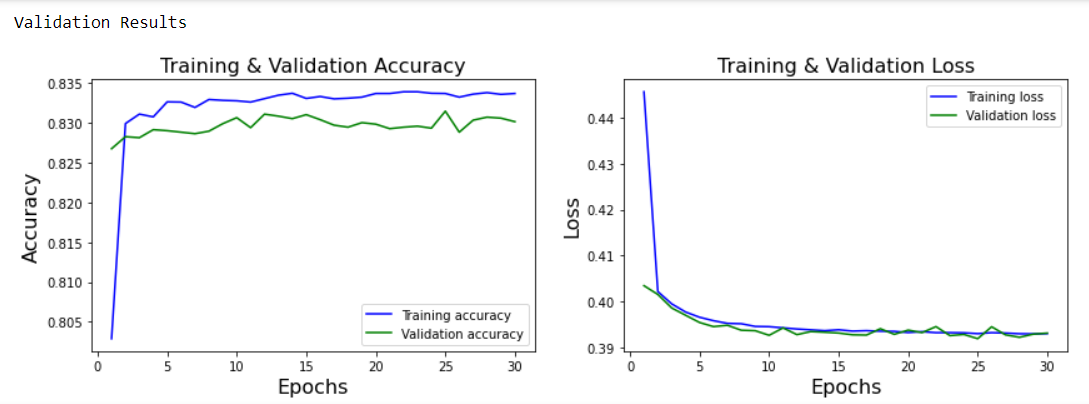 Validation Results
Training & Validation Accuracy
0.835
0.830
0.825
0.820
0.815
0.810
0.805
Accuracy
Training accuracy
Validation accuracy
0 5 10 15 20 25 30
Epochs
Training & Validation Loss
0.44
0.43
0.42
0.41
0.40
0.39
Loss
Training loss
Validation loss
0 5 10 15 20 25 30
Epochs